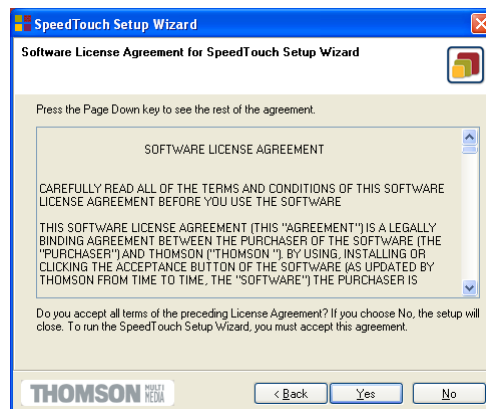 SpeedTouch Setup Wizard
Software License Agreement for SpeedTouch Setup Wizard
Press the Page Down key to see the rest of the agreement.
SOFTWARE LICENSE AGREEMENT
CAREFULLY READ ALL OF THE TERMS AND CONDITIONS OF THIS SOFTWARE
LICENSE AGREEMENT BEFORE YOU USE THE SOFTWARE
THIS SOFTWARE LICENSE AGREEMENT (THIS "AGREEMENT") IS A LEGALLY
BINDING AGREEMENT BETWEEN THE PURCHASER OF THE SOFTWARE (THE
"PURCHASER") AND THOMSON ("THOMSON "). BY USING, INSTALLING OR
CLICKING THE ACCEPTANCE BUTTON OF THE SOFTWARE (AS UPDATED BY
THOMSON FROM TIME TO TIME, THE "SOFTWARE") THE PURCHASER IS
Do you accept all terms of the preceding License Agreement? If you choose No, the setup will
close. To run the SpeedTouch Setup Wizard, you must accept this agreement.
THOMSON MULTI MEDIA
< Back
Yes
No